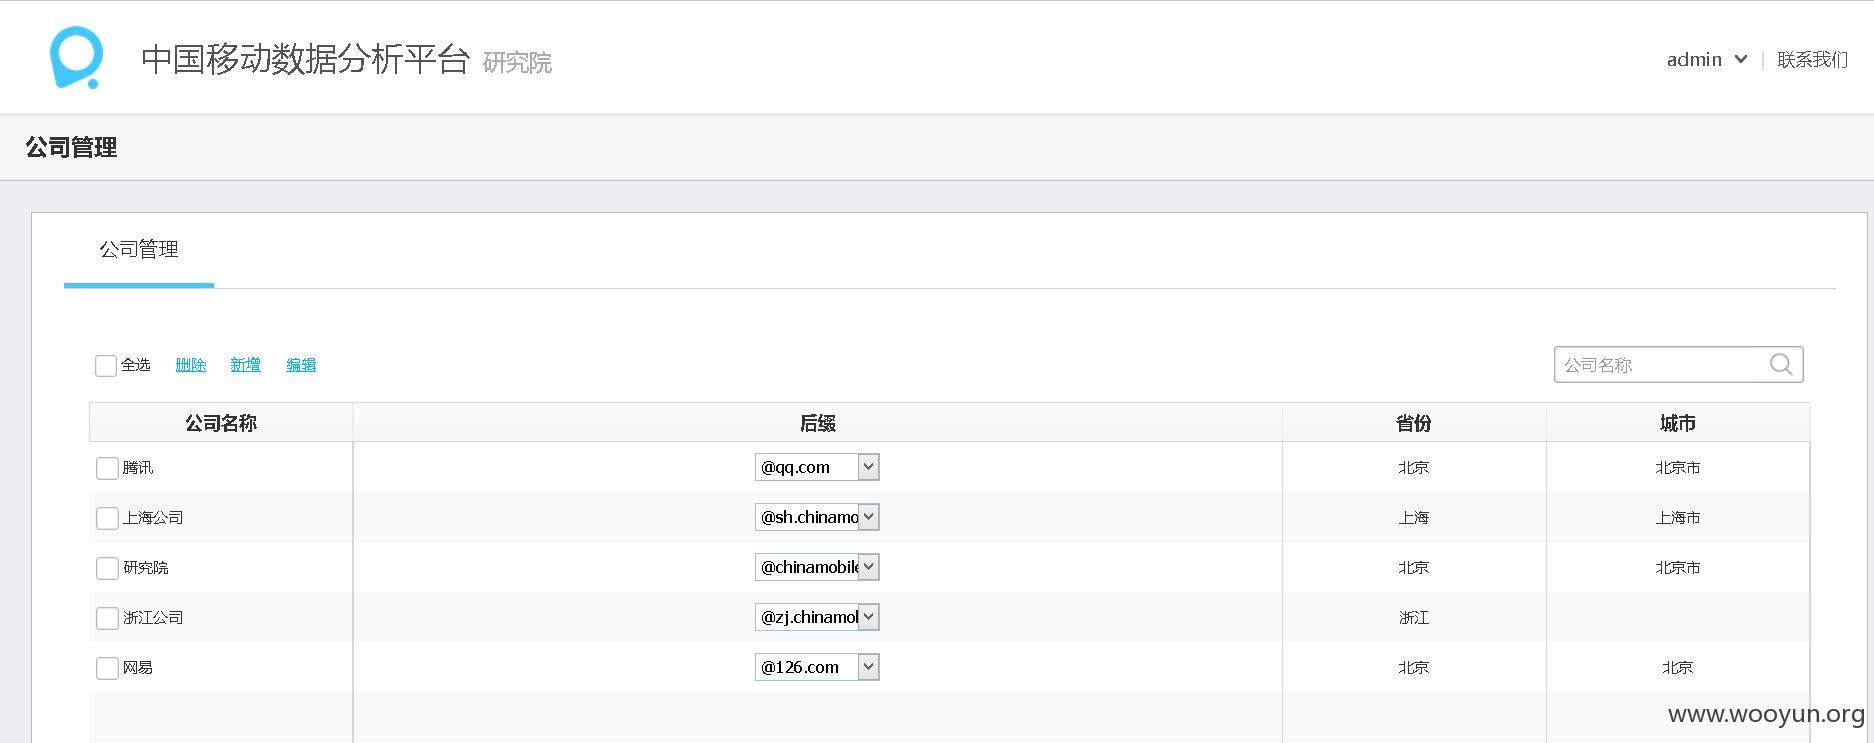 中国移动数据分析平台 研究院
admin 联系我们
公司管理
公司管理
全选 删除 新增 编辑 公司名称
公司名称 后缀 省份 城市
腾讯 @qq.com 北京 北京市
上海公司 @sh.chinamo 上海 上海市
研究院 @chinamobile 北京 北京市
浙江公司 @zj.chinamol 浙江
网易 @126.com 北京 北京
www.wooyun.org